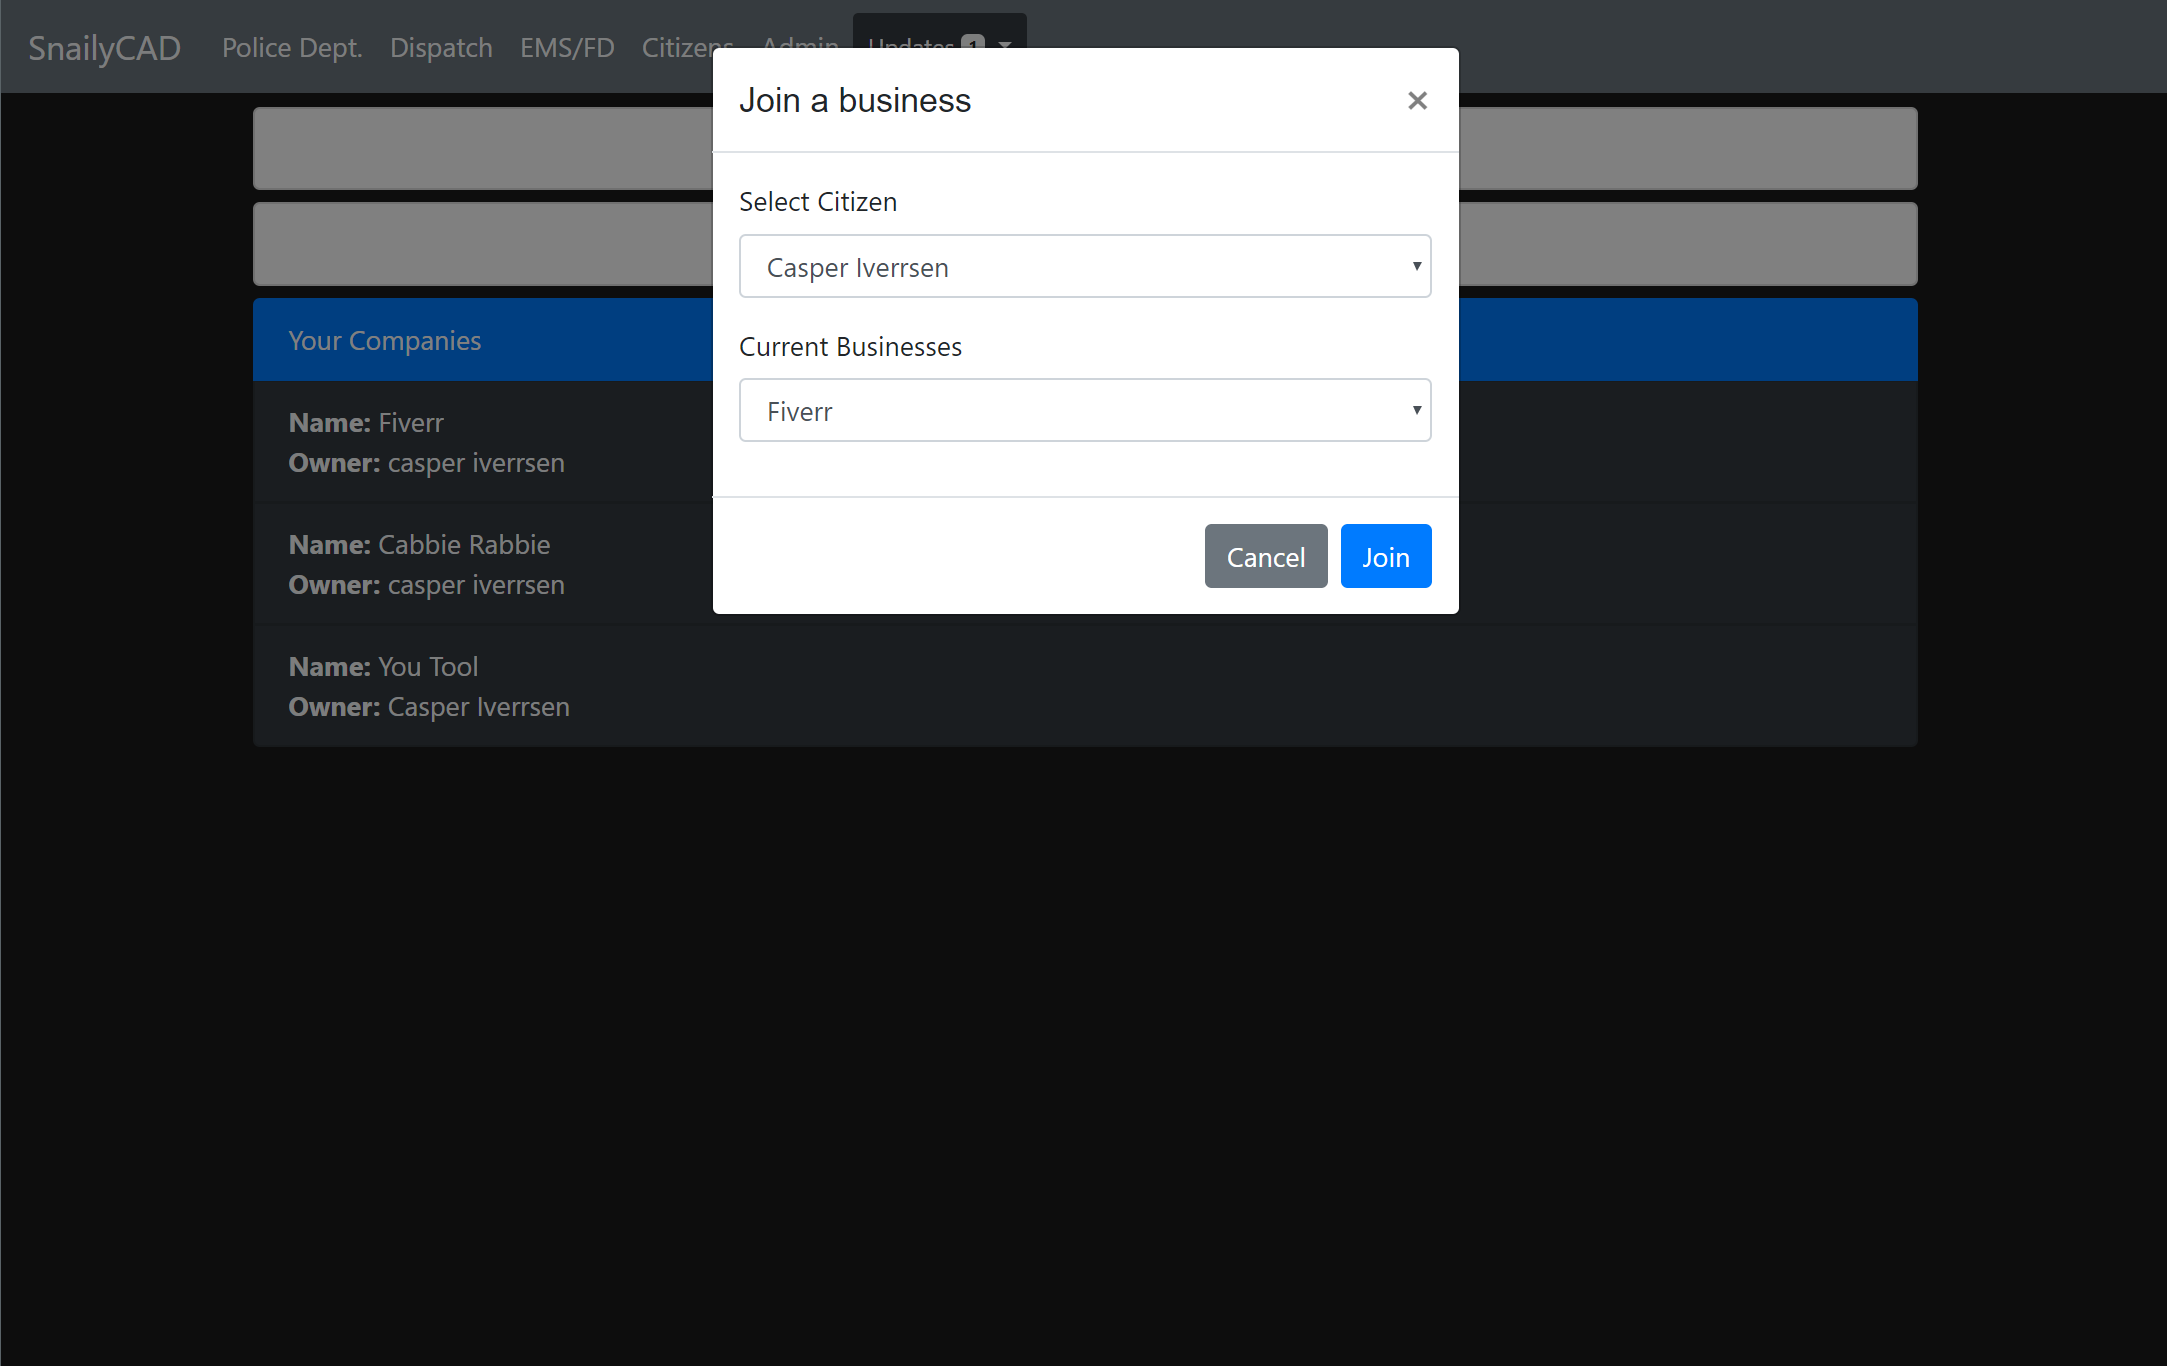 SnailyCAD Police Dept. Dispatch EMS/FD Citizens Admin Updates 1
Join a business ×
Select Citizen
Casper Iverrsen
Current Businesses
Fiverr
Cancel Join
Your Companies
Name: Fiverr
Owner: casper iverrsen
Name: Cabbie Rabbie
Owner: casper iverrsen
Name: You Tool
Owner: Casper Iverrsen